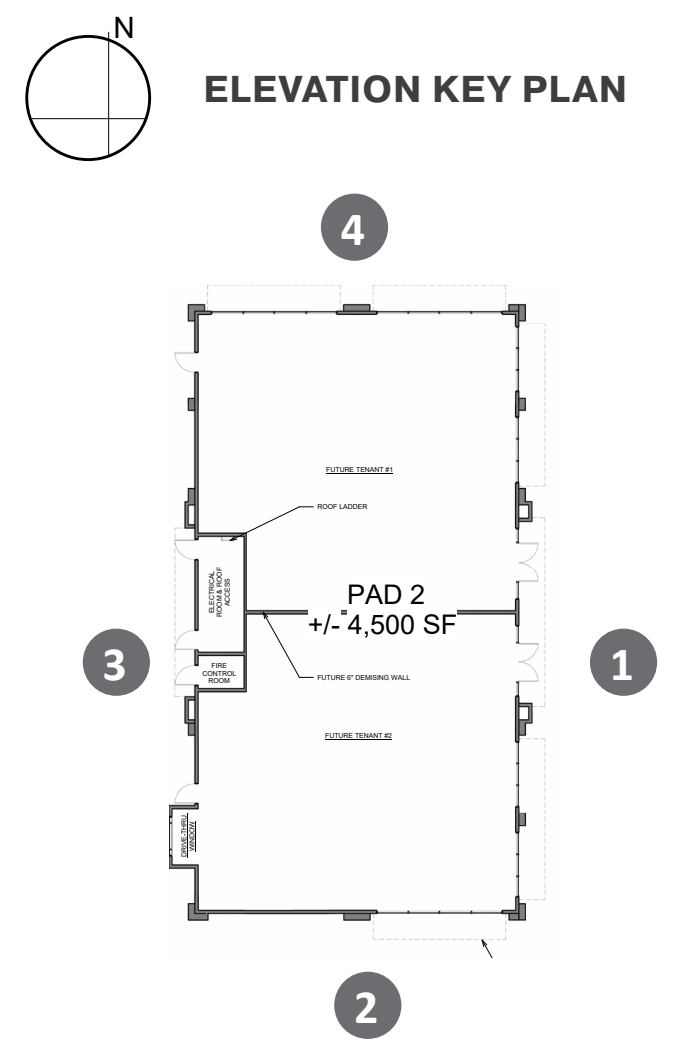 N
ELEVATION KEY PLAN
4
FUTURE TENANT #1
ROOF LADDER
ELECTRICAL
ROOM & ROOF
ACCESS
PAD 2
+/- 4,500 SF
3
1
FIRE
CONTROL
ROOM
FUTURE 6" DEMISING WALL
FUTURE TENANT #2
DRIVE-THRU
WINDOW
2